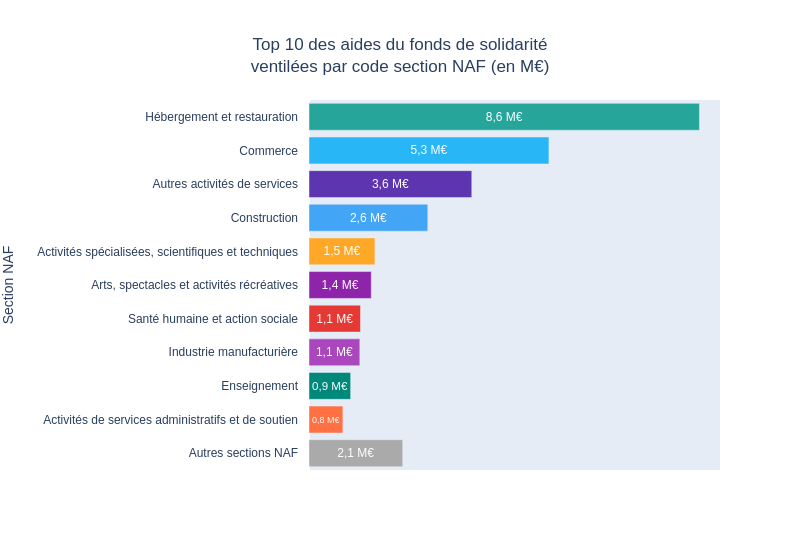 Top 10 des aides du fonds de solidarité
ventilées par code section NAF (en M€)
Section NAF
Hébergement et restauration 8,6 M€
Commerce 5,3 M€
Autres activités de services 3,6 M€
Construction 2,6 M€
Activités spécialisées, scientifiques et techniques 1,5 M€
Arts, spectacles et activités récréatives 1,4 M€
Santé humaine et action sociale 1,1 M€
Industrie manufacturière 1,1 M€
Enseignement 0,9 M€
Activités de services administratifs et de soutien 0,8 M€
Autres sections NAF 2,1 M€